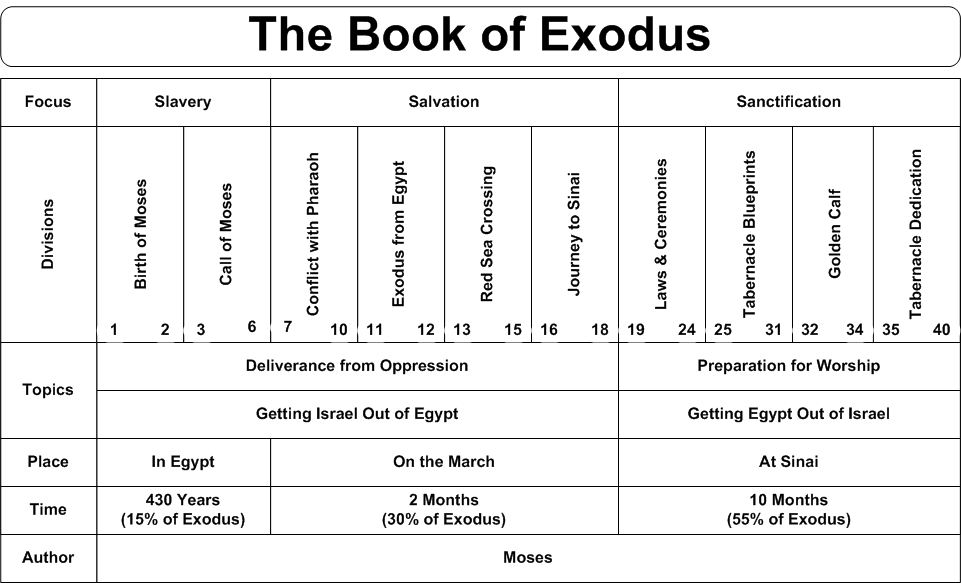 The Book of Exodus
Focus
Slavery
Salvation
Sanctification
Divisions
Birth of Moses
1 2
Call of Moses
3 6
Conflict with Pharaoh
7 10
Exodus from Egypt
11 12
Red Sea Crossing
13 15
Journey to Sinai
16 18
Laws & Ceremonies
19 24
Tabernacle Blueprints
25 31
Golden Calf
32 34
Tabernacle Dedication
35 40
Topics
Deliverance from Oppression
Preparation for Worship
Getting Israel Out of Egypt
Getting Egypt Out of Israel
Place
In Egypt
On the March
At Sinai
Time
430 Years
(15% of Exodus)
2 Months
(30% of Exodus)
10 Months
(55% of Exodus)
Author
Moses